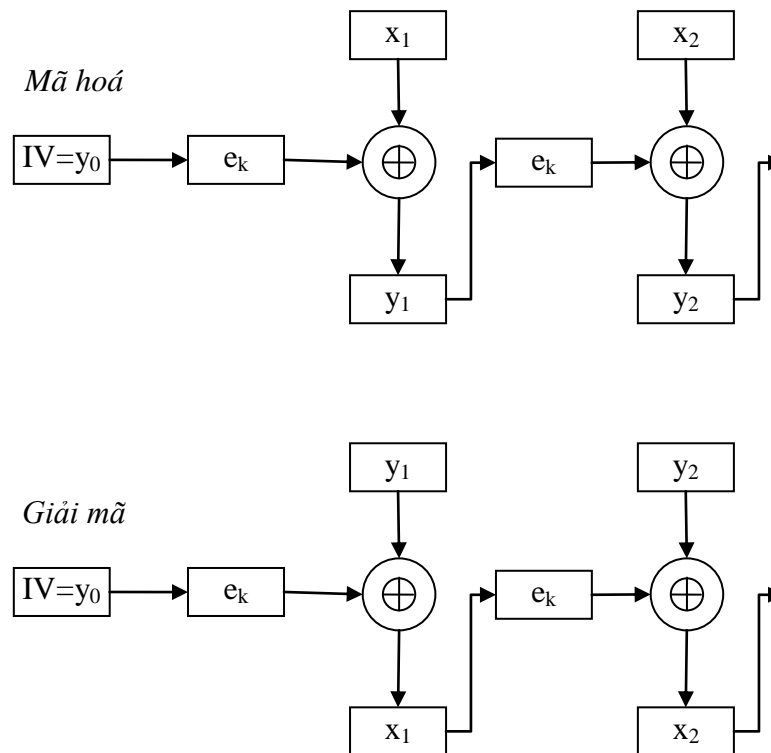 x₁ x₂
Mã hoá
IV=y₀ eₖ eₖ
y₁ y₂
y₁ y₂
Giải mã
IV=y₀ eₖ eₖ
x₁ x₂